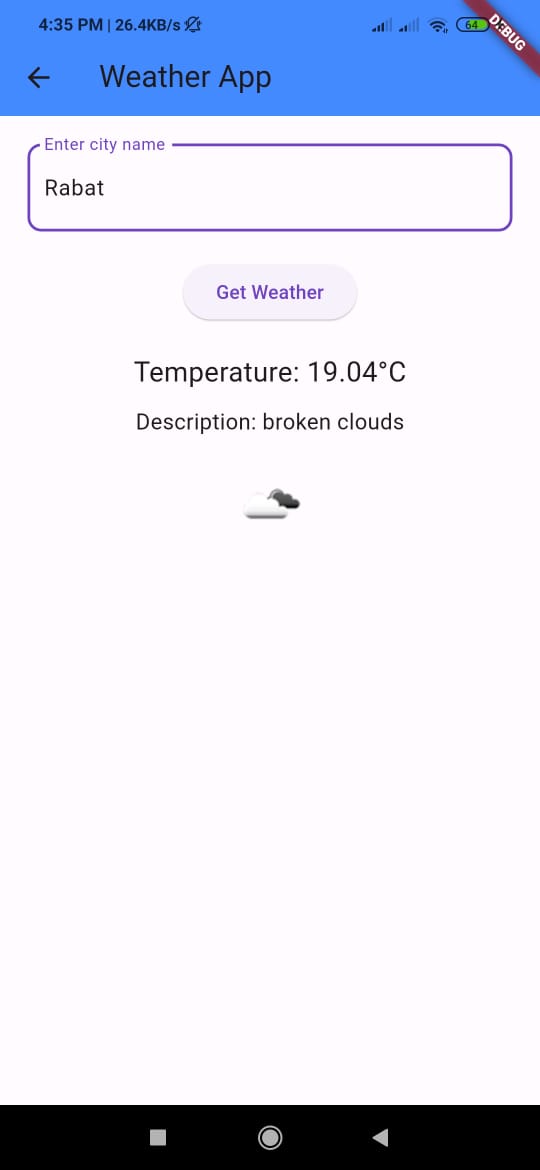 4:35 PM | 26.4KB/s
64
DEBUG
Weather App
Enter city name
Rabat
Get Weather
Temperature: 19.04°C
Description: broken clouds